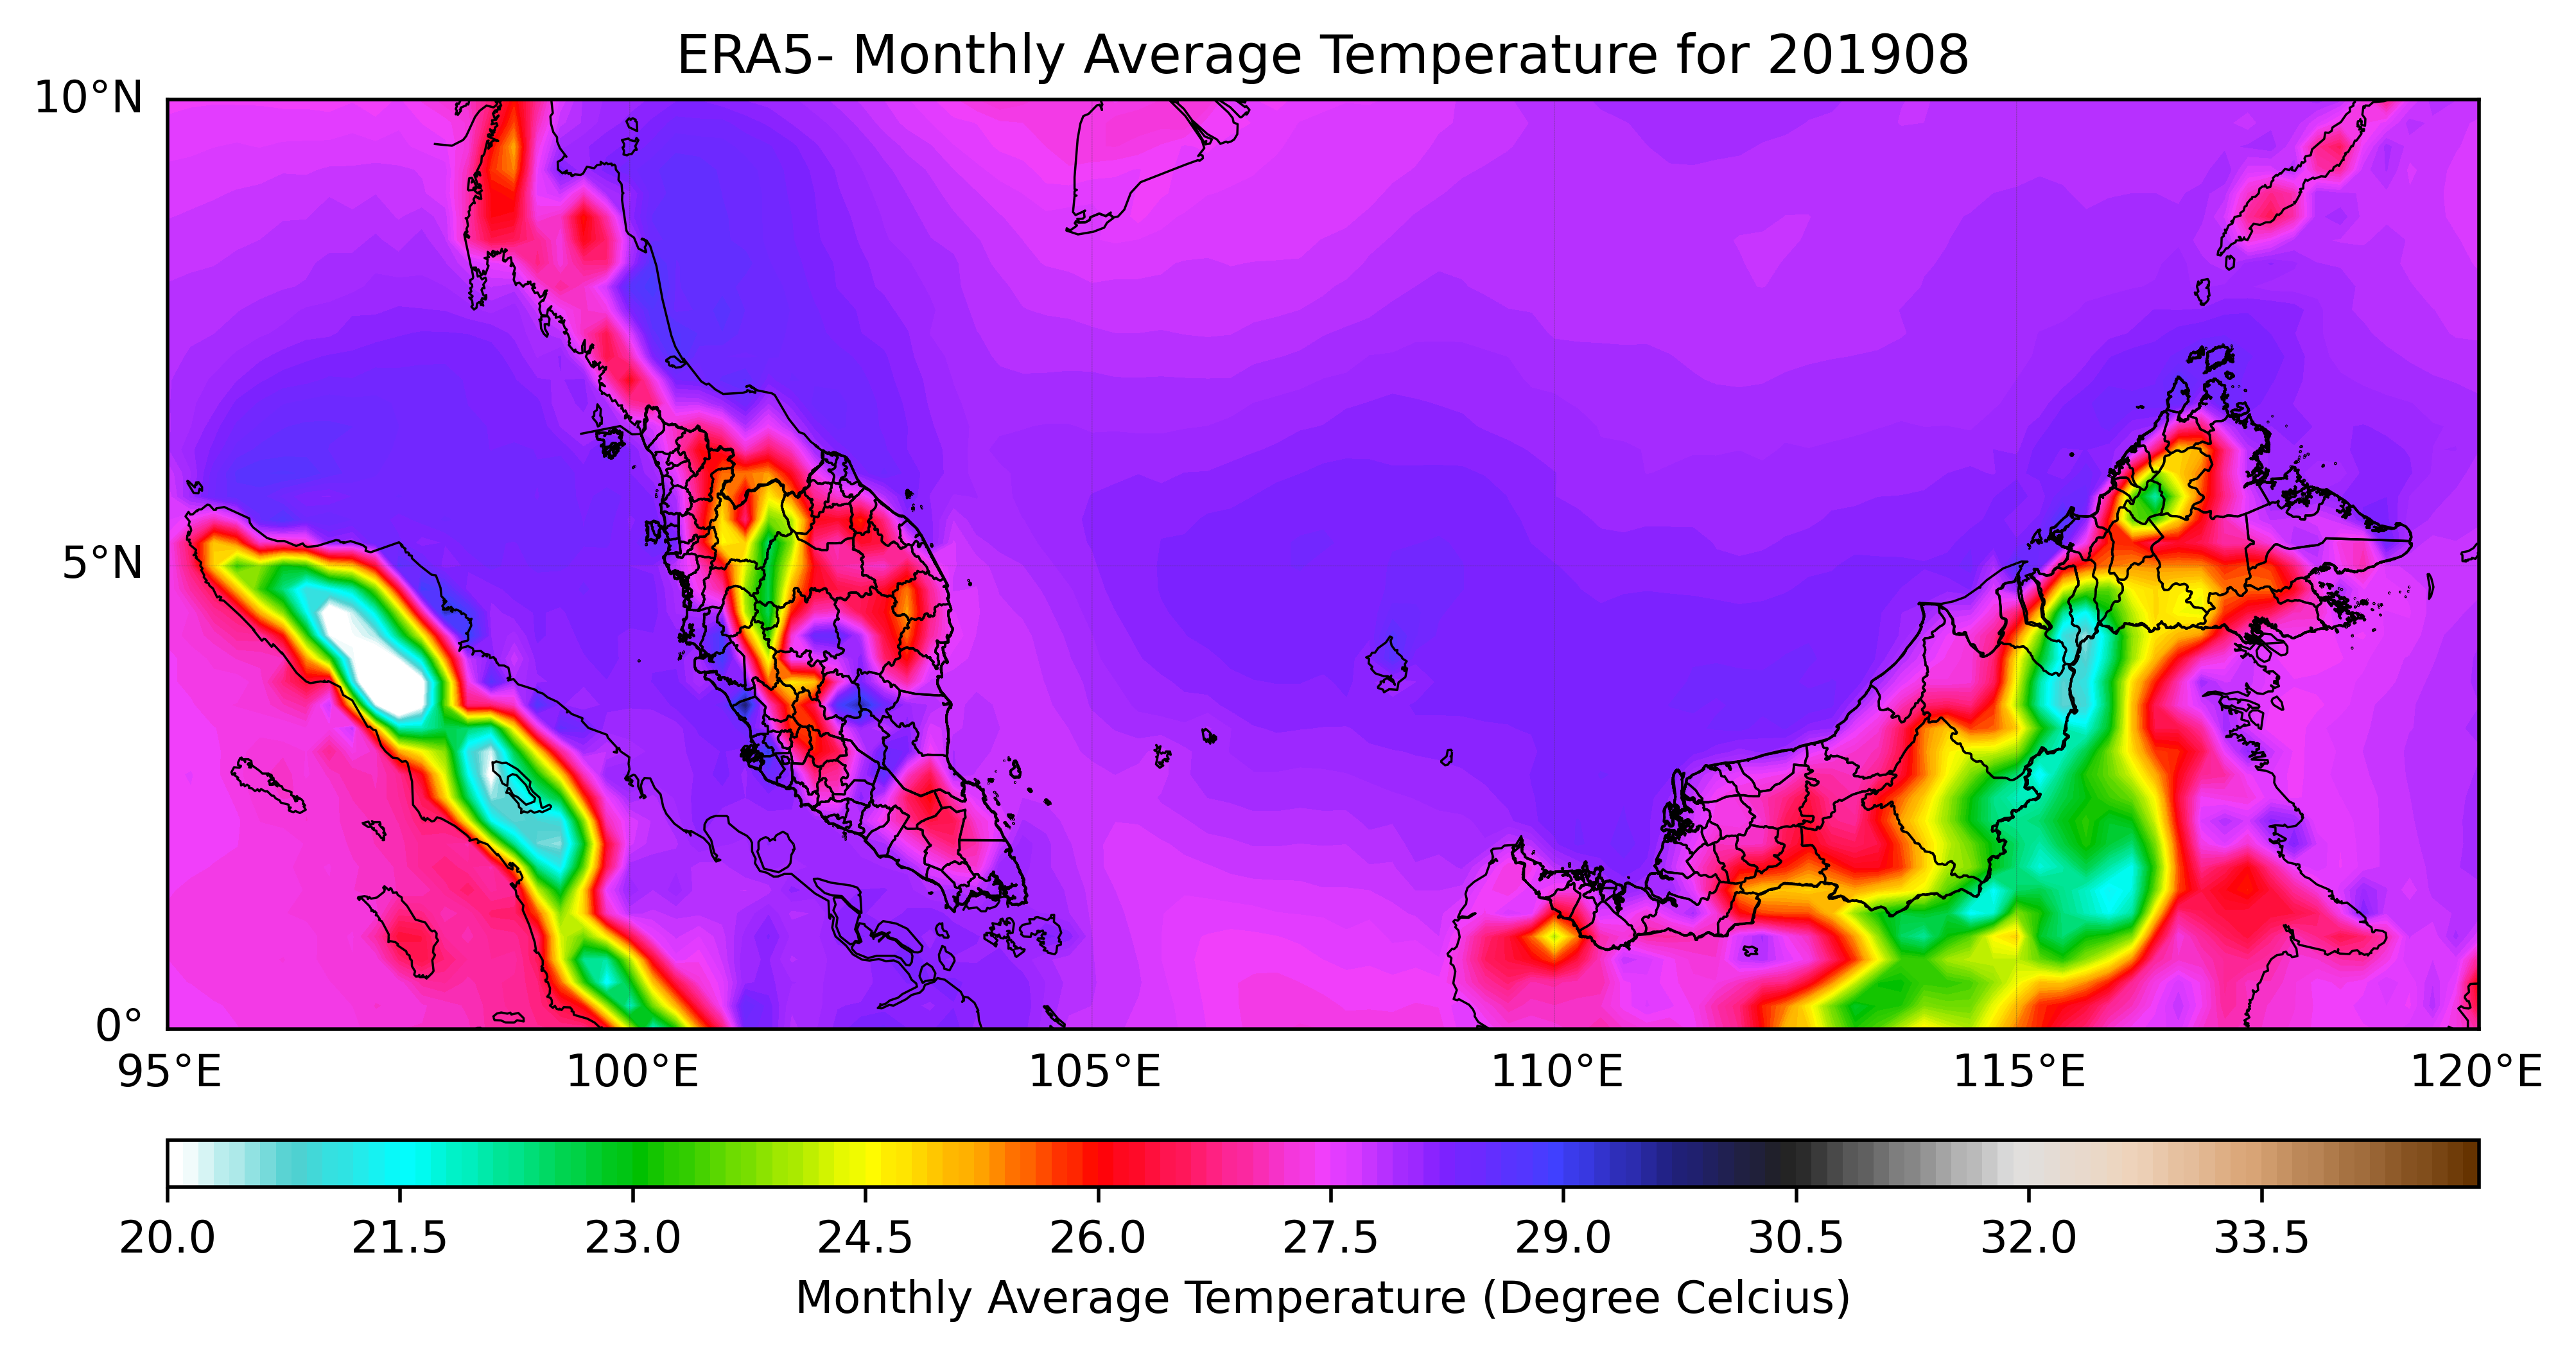 ERA5- Monthly Average Temperature for 201908
10°N
5°N
0°
95°E 100°E 105°E 110°E 115°E 120°E
20.0 21.5 23.0 24.5 26.0 27.5 29.0 30.5 32.0 33.5
Monthly Average Temperature (Degree Celcius)